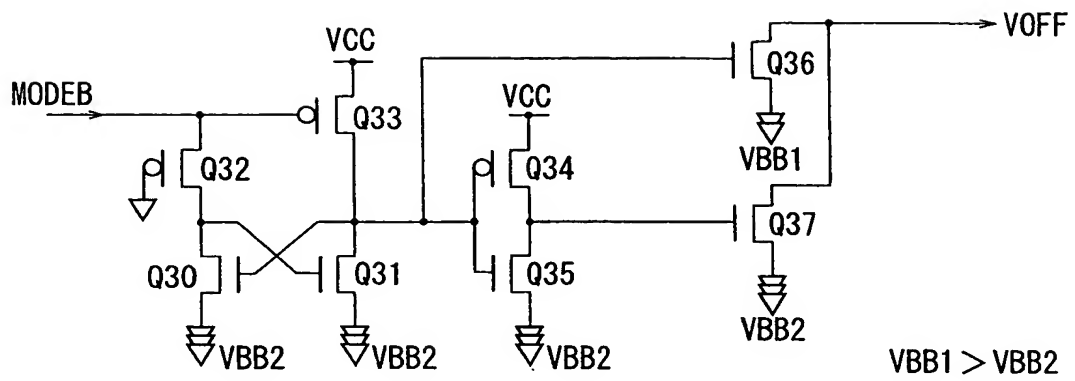 VOFF
VCC
Q36
MODEB
VCC
Q33
VBB1
Q32
Q34
Q37
Q30
Q31
Q35
VBB2
VBB2
VBB2
VBB2
VBB1 > VBB2